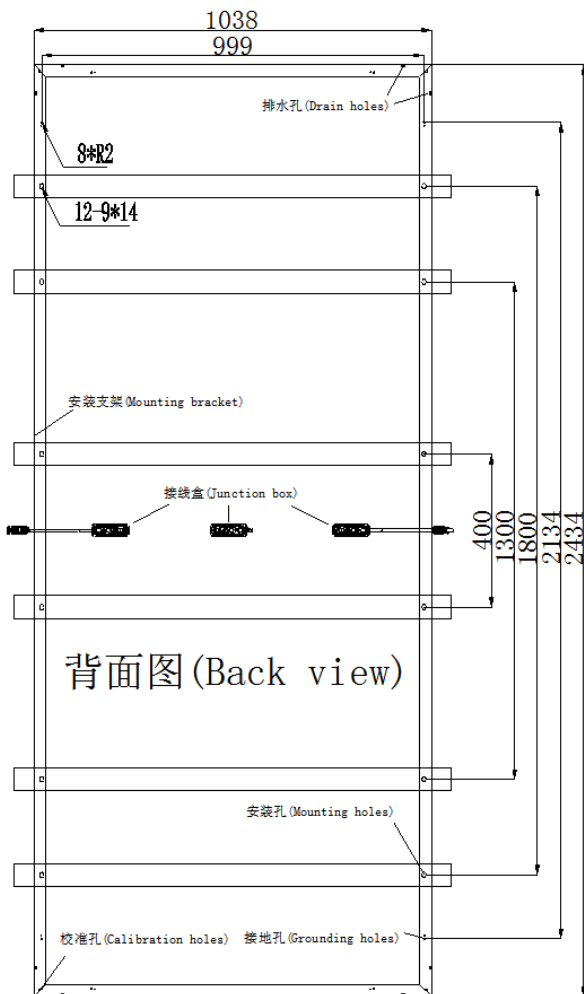 1038
999
排水孔(Drain holes)
8*R2
12-9*14
安装支架(Mounting bracket)
接线盒(Junction box)
400
1300
1800
2134
2434
背面图(Back view)
安装孔(Mounting holes)
校准孔(Calibration holes)
接地孔(Grounding holes)